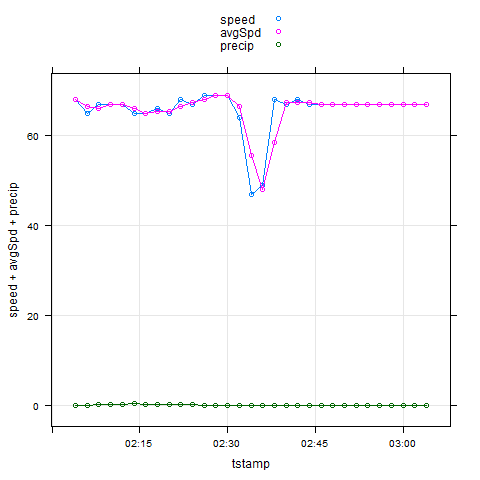 speed
avgSpd
precip
speed + avgSpd + precip
60
40
20
0
02:15 02:30 02:45 03:00
tstamp